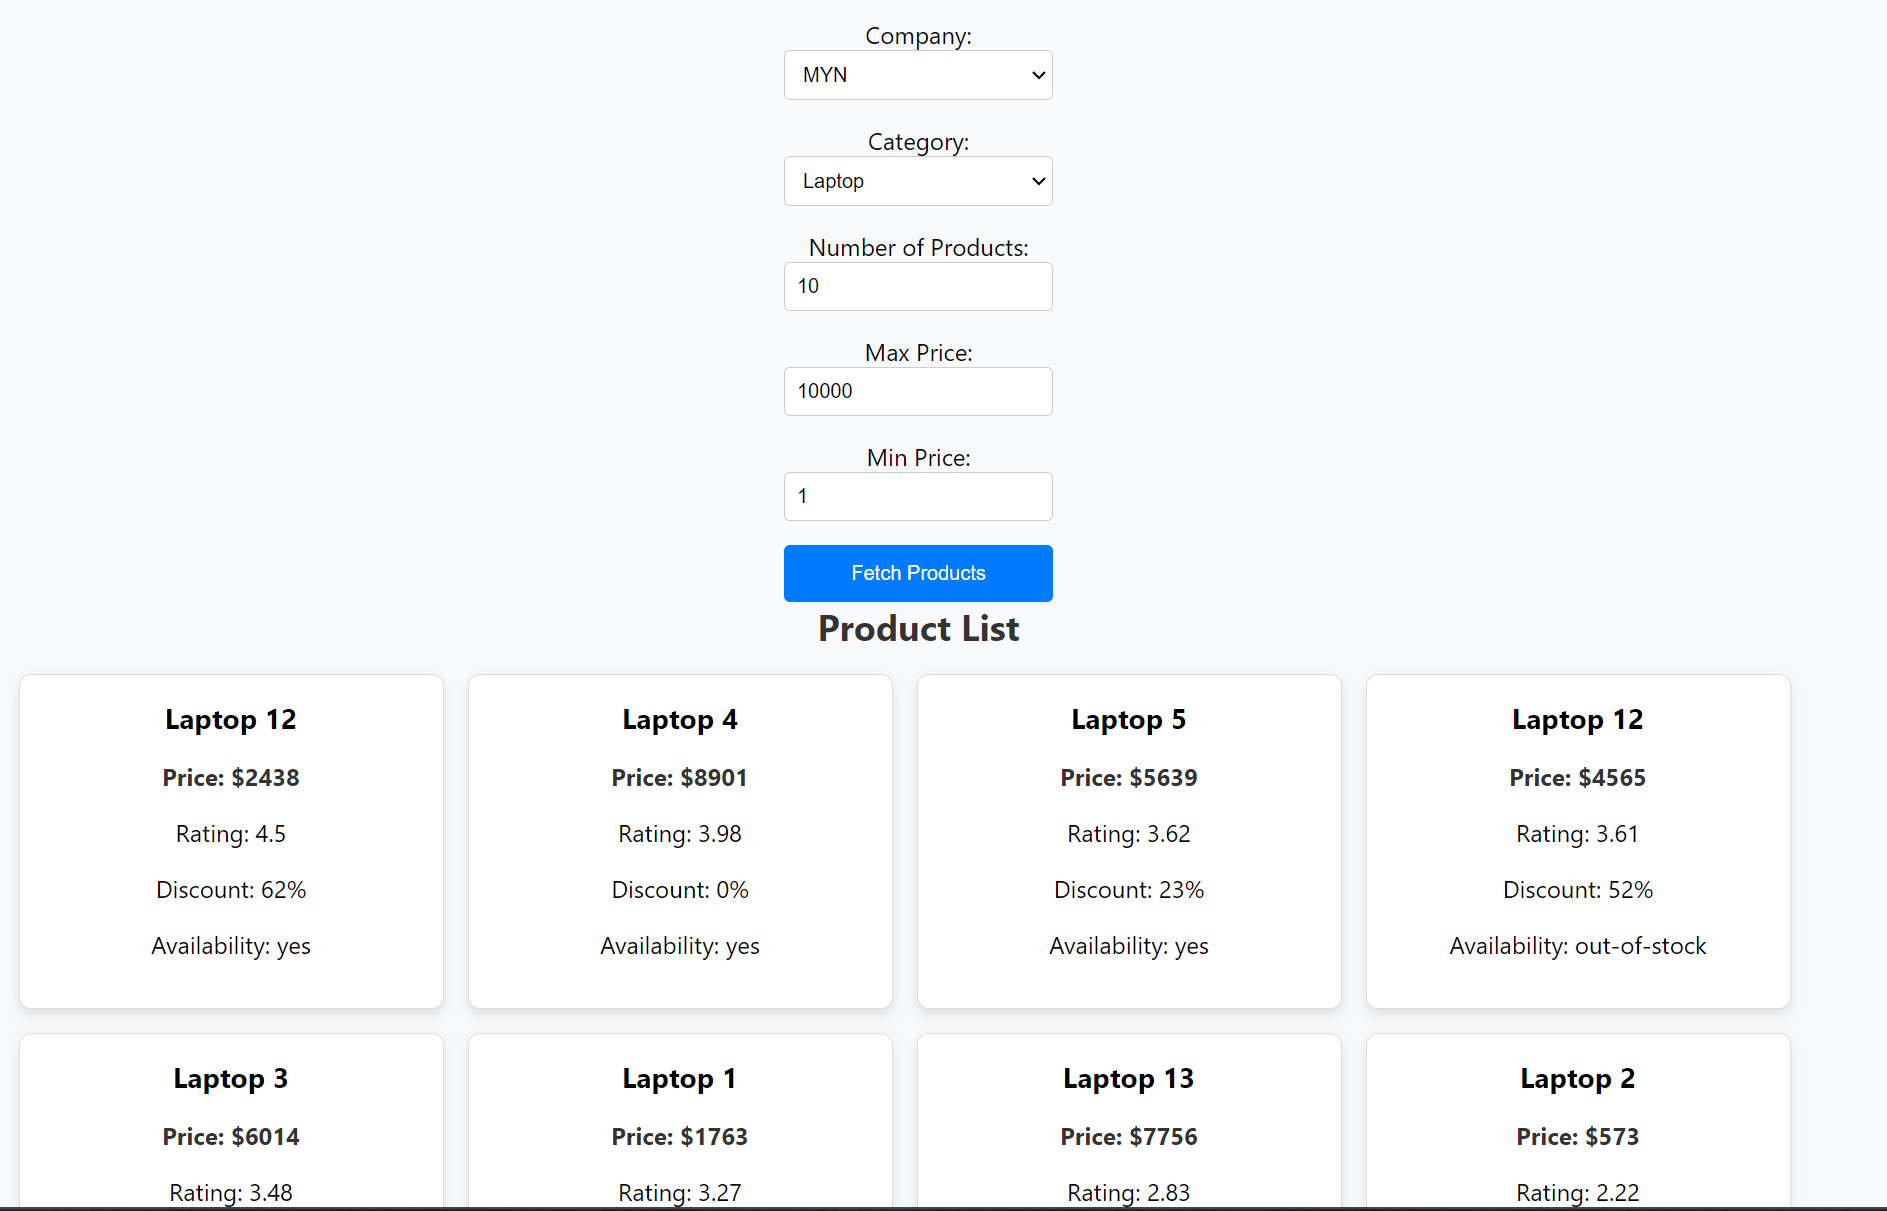 Company:
MYN
Category:
Laptop
Number of Products:
10
Max Price:
10000
Min Price:
1
Fetch Products
Product List
Laptop 12
Price: $2438
Rating: 4.5
Discount: 62%
Availability: yes
Laptop 4
Price: $8901
Rating: 3.98
Discount: 0%
Availability: yes
Laptop 5
Price: $5639
Rating: 3.62
Discount: 23%
Availability: yes
Laptop 12
Price: $4565
Rating: 3.61
Discount: 52%
Availability: out-of-stock
Laptop 3
Price: $6014
Rating: 3.48
Laptop 1
Price: $1763
Rating: 3.27
Laptop 13
Price: $7756
Rating: 2.83
Laptop 2
Price: $573
Rating: 2.22